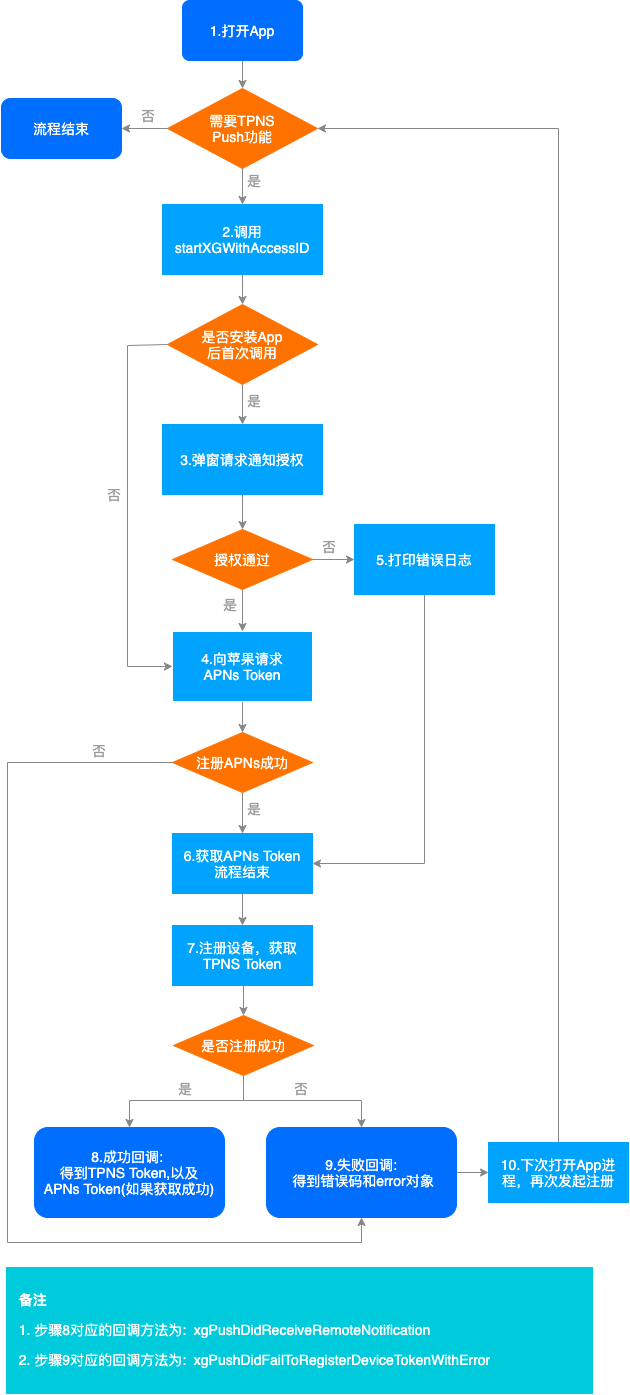 1.打开App
需要TPNS
Push功能
否
流程结束
是
2.调用
startXGWithAccessID
是否安装App
后首次调用
是
否
3.弹窗请求通知授权
授权通过
否
5.打印错误日志
是
4.向苹果请求
APNs Token
注册APNs成功
否
是
6.获取APNs Token
流程结束
7.注册设备，获取
TPNS Token
是否注册成功
是
否
8.成功回调:
得到TPNS Token,以及
APNs Token(如果获取成功)
9.失败回调:
得到错误码和error对象
10.下次打开App进
程，再次发起注册
备注
1. 步骤8对应的回调方法为：xgPushDidReceiveRemoteNotification
2. 步骤9对应的回调方法为：xgPushDidFailToRegisterDeviceTokenWithError